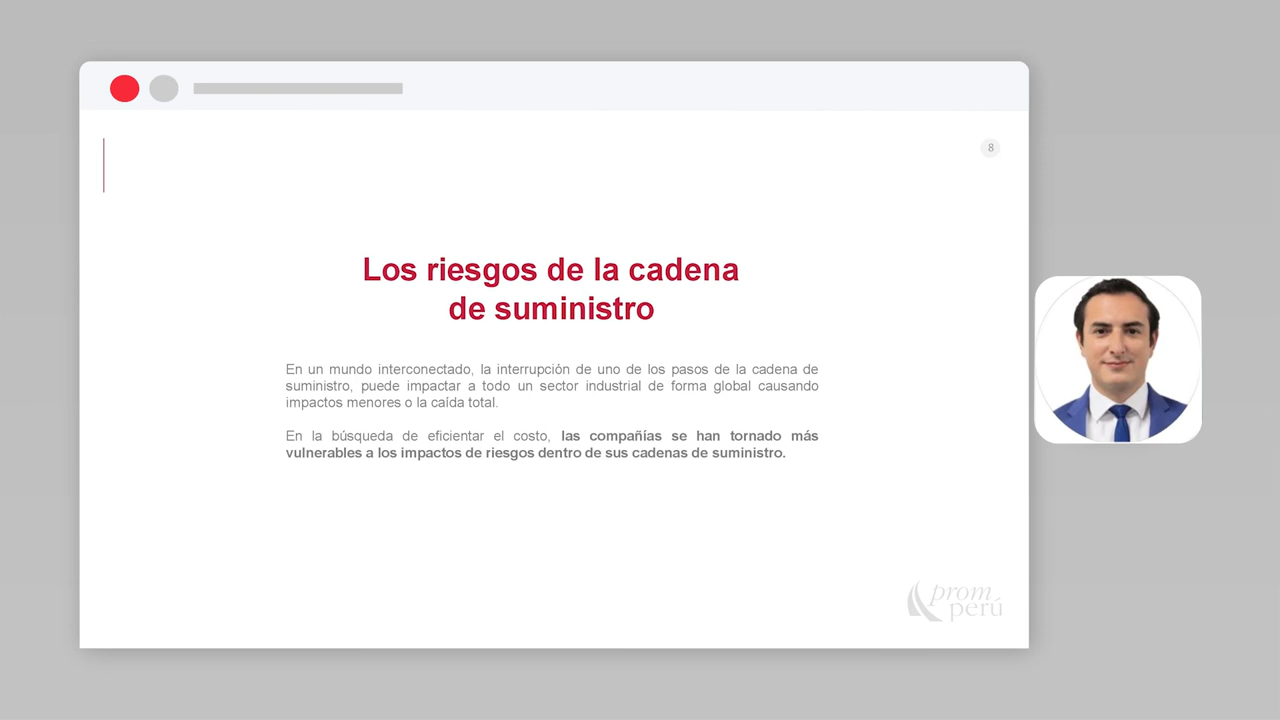 8
Los riesgos de la cadena
de suministro
En un mundo interconectado, la interrupción de uno de los pasos de la cadena de
suministro, puede impactar a todo un sector industrial de forma global causando
impactos menores o la caída total.
En la búsqueda de eficientar el costo, las compañías se han tornado más
vulnerables a los impactos de riesgos dentro de sus cadenas de suministro.
prom
perú